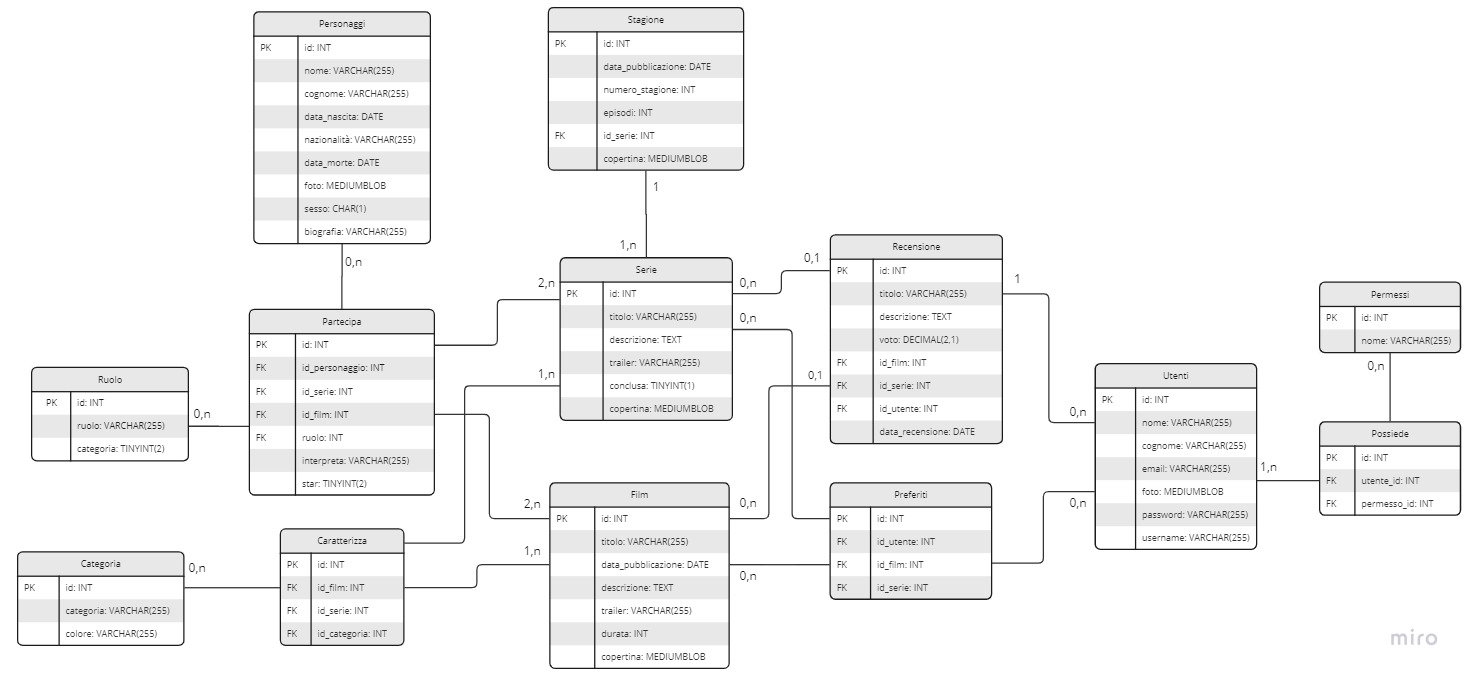 Personaggi
PK id: INT
nome: VARCHAR(255)
cognome: VARCHAR(255)
data_nascita: DATE
nazionalità: VARCHAR(255)
data_morte: DATE
foto: MEDIUMBLOB
sesso: CHAR(1)
biografia: VARCHAR(255)
0,n
Stagione
PK id: INT
data_pubblicazione: DATE
numero_stagione: INT
episodi: INT
FK id_serie: INT
copertina: MEDIUMBLOB
1
1,n
Serie
PK id: INT
titolo: VARCHAR(255)
descrizione: TEXT
trailer: VARCHAR(255)
conclusa: TINYINT(1)
copertina: MEDIUMBLOB
2,n
1,n
0,n
0,n
Recensione
PK id: INT
titolo: VARCHAR(255)
descrizione: TEXT
voto: DECIMAL(2,1)
FK id_film: INT
FK id_serie: INT
FK id_utente: INT
data_recensione: DATE
0,1
0,1
1
Permessi
PK id: INT
nome: VARCHAR(255)
0,n
Partecipa
PK id: INT
FK id_personaggio: INT
FK id_serie: INT
FK id_film: INT
FK ruolo: INT
interpreta: VARCHAR(255)
star: TINYINT(2)
Ruolo
PK id: INT
ruolo: VARCHAR(255)
categoria: TINYINT(2)
0,n
Utenti
PK id: INT
nome: VARCHAR(255)
cognome: VARCHAR(255)
email: VARCHAR(255)
foto: MEDIUMBLOB
password: VARCHAR(255)
username: VARCHAR(255)
0,n
0,n
1,n
Possiede
PK id: INT
FK utente_id: INT
FK permesso_id: INT
Film
PK id: INT
titolo: VARCHAR(255)
data_pubblicazione: DATE
descrizione: TEXT
trailer: VARCHAR(255)
durata: INT
copertina: MEDIUMBLOB
2,n
1,n
0,n
0,n
Preferiti
PK id: INT
FK id_utente: INT
FK id_film: INT
FK id_serie: INT
Caratterizza
PK id: INT
FK id_film: INT
FK id_serie: INT
FK id_categoria: INT
Categoria
PK id: INT
categoria: VARCHAR(255)
colore: VARCHAR(255)
0,n
miro